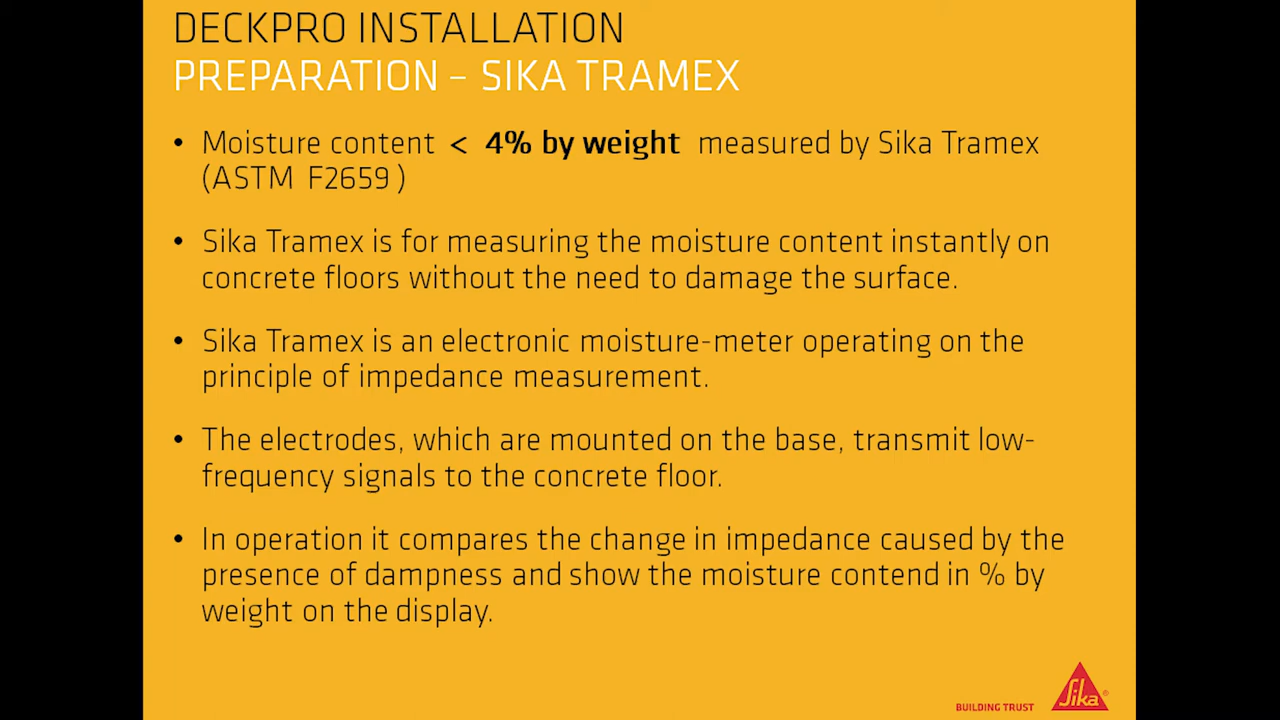 DECKPRO INSTALLATION
PREPARATION – SIKA TRAMEX
• Moisture content < 4% by weight measured by Sika Tramex
(ASTM F2659 )
• Sika Tramex is for measuring the moisture content instantly on
concrete floors without the need to damage the surface.
• Sika Tramex is an electronic moisture-meter operating on the
principle of impedance measurement.
• The electrodes, which are mounted on the base, transmit low-
frequency signals to the concrete floor.
• In operation it compares the change in impedance caused by the
presence of dampness and show the moisture contend in % by
weight on the display.
BUILDING TRUST
Sika®